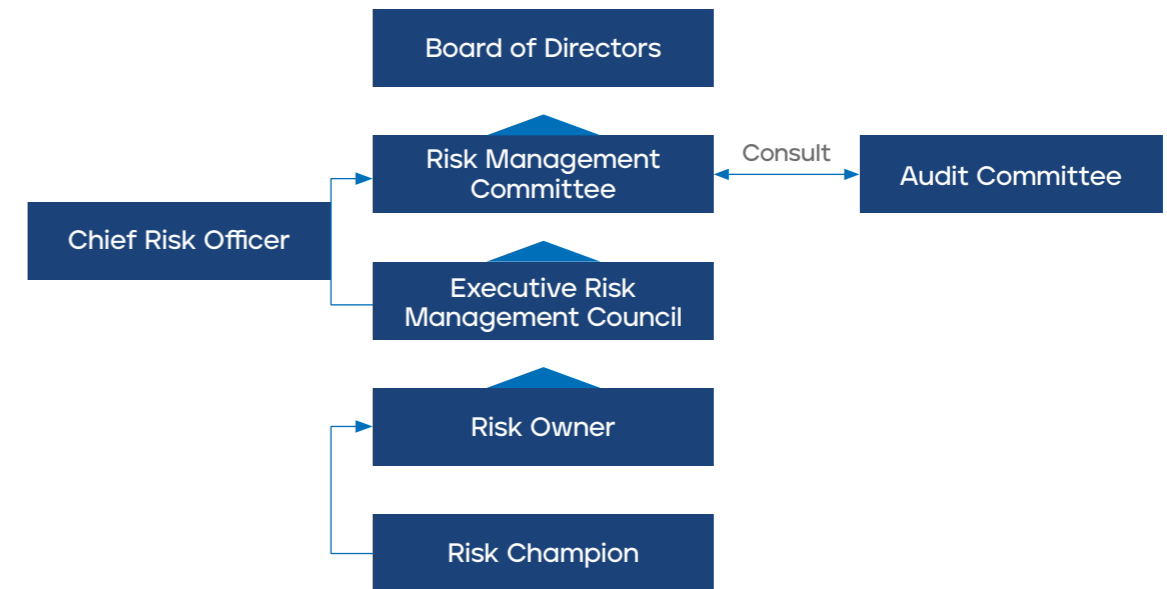 Board of Directors
Risk Management
Committee
Consult
Audit Committee
Chief Risk Officer
Executive Risk
Management Council
Risk Owner
Risk Champion